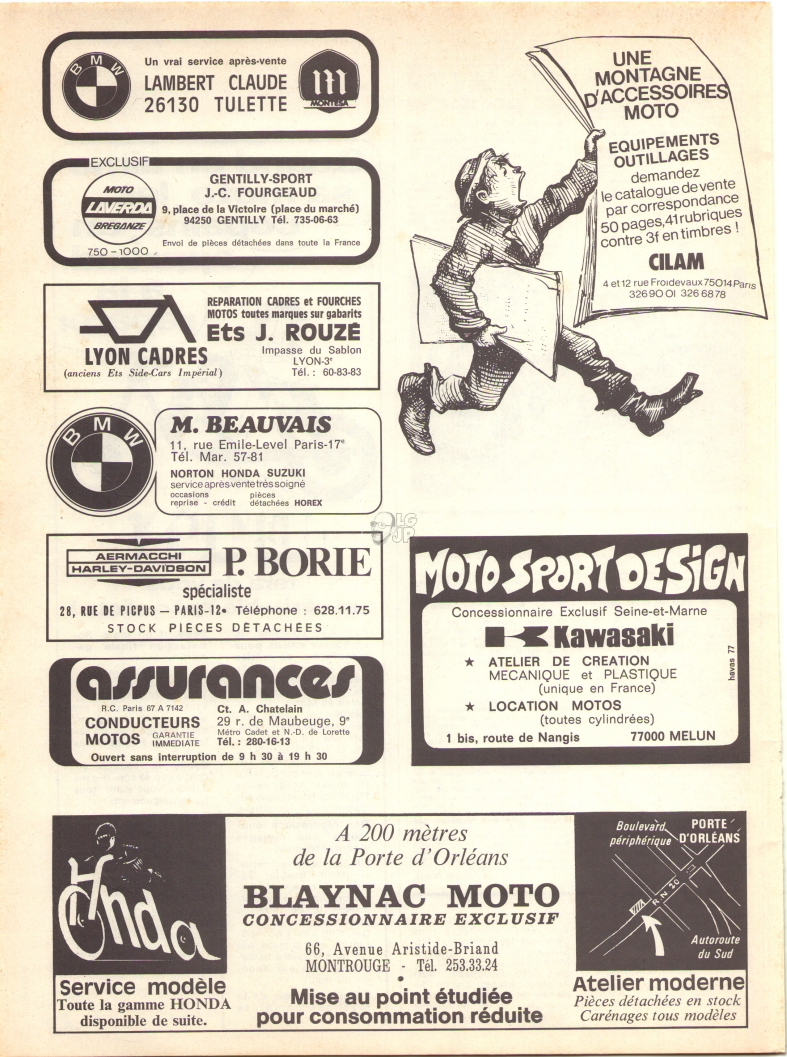 BMW
Un vrai service après-vente
LAMBERT CLAUDE
26130 TULETTE
m
MONTESA
EXCLUSIF
MOTO
LAVERDA
BREGANZE
750 - 1000
GENTILLY-SPORT
J.-C. FOURGEAUD
9, place de la Victoire (place du marché)
94250 GENTILLY Tél. 735-06-63
Envoi de pièces détachées dans toute la France
REPARATION CADRES et FOURCHES
MOTOS toutes marques sur gabarits
Ets J. ROUZÉ
LYON CADRES
(anciens Ets Side-Cars Impérial)
Impasse du Sablon
LYON-3e
Tél. : 60-83-83
BMW
M. BEAUVAIS
11, rue Emile-Level Paris-17e
Tél. Mar. 57-81
NORTON HONDA SUZUKI
service après vente très soigné
occasions pièces
reprise - crédit détachées HOREX
AERMACCHI
HARLEY-DAVIDSON
P. BORIE
spécialiste
28, RUE DE PICPUS — PARIS-12e Téléphone : 628.11.75
STOCK PIÈCES DÉTACHÉES
assurances
R.C. Paris 67 A 7142
CONDUCTEURS
MOTOS GARANTIE IMMEDIATE
Ct. A. Chatelain
29 r. de Maubeuge, 9e
Métro Cadet et N.-D. de Lorette
Tél. : 280-16-13
Ouvert sans interruption de 9 h 30 à 19 h 30
UNE
MONTAGNE
D'ACCESSOIRES
MOTO
EQUIPEMENTS
OUTILLAGES
demandez
le catalogue de vente
par correspondance
50 pages, 41 rubriques
contre 3f en timbres !
CILAM
4 et 12 rue Froidevaux 75014 Paris
326 90 01 326 68 78
LG
JP
MOTO SPORT DESIGN
Concessionnaire Exclusif Seine-et-Marne
Kawasaki
★ ATELIER DE CREATION
MECANIQUE et PLASTIQUE
(unique en France)
★ LOCATION MOTOS
(toutes cylindrées)
1 bis, route de Nangis 77000 MELUN
havas 77
Honda
Service modèle
Toute la gamme HONDA
disponible de suite.
A 200 mètres
de la Porte d'Orléans
BLAYNAC MOTO
CONCESSIONNAIRE EXCLUSIF
66, Avenue Aristide-Briand
MONTROUGE - Tél. 253.33.24
Mise au point étudiée
pour consommation réduite
Boulevard
périphérique
PORTE
D'ORLÉANS
R N 20
Autoroute
du Sud
Atelier moderne
Pièces détachées en stock
Carénages tous modèles